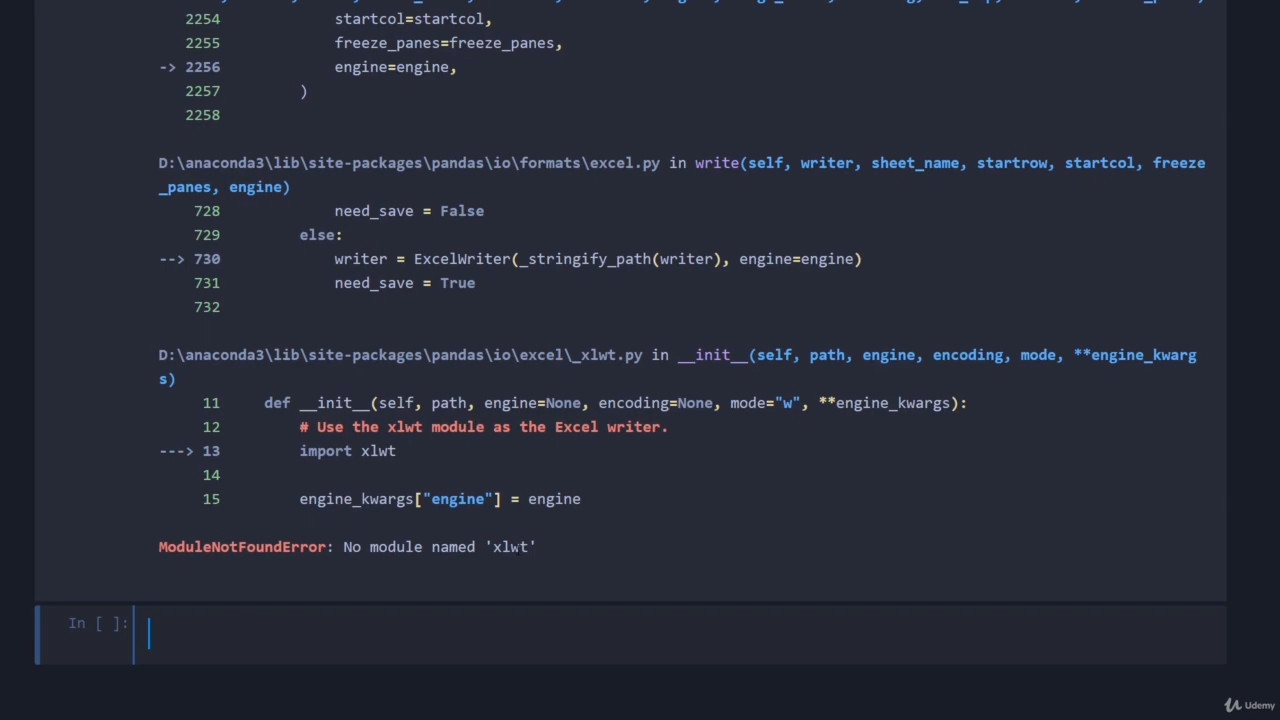 2254 startcol=startcol,
2255 freeze_panes=freeze_panes,
-> 2256 engine=engine,
2257 )
2258
D:\anaconda3\lib\site-packages\pandas\io\formats\excel.py in write(self, writer, sheet_name, startrow, startcol, freeze
_panes, engine)
728 need_save = False
729 else:
--> 730 writer = ExcelWriter(_stringify_path(writer), engine=engine)
731 need_save = True
732
D:\anaconda3\lib\site-packages\pandas\io\excel\_xlwt.py in __init__(self, path, engine, encoding, mode, **engine_kwarg
s)
11 def __init__(self, path, engine=None, encoding=None, mode="w", **engine_kwargs):
12 # Use the xlwt module as the Excel writer.
---> 13 import xlwt
14
15 engine_kwargs["engine"] = engine
ModuleNotFoundError: No module named 'xlwt'
In [ ]:
Udemy